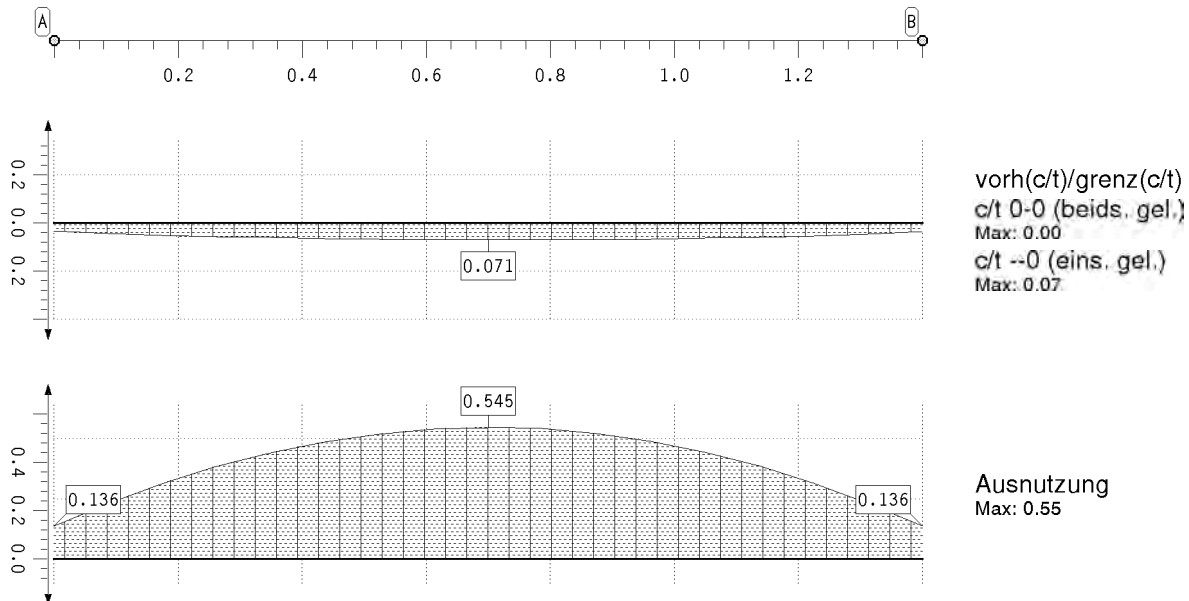 A B
0.2 0.4 0.6 0.8 1.0 1.2
0.2
0.0
0.2
0.071
vorh(c/t)/grenz(c/t)
c/t 0-0 (beids. gel.)
Max: 0.00
c/t --0 (eins. gel.)
Max: 0.07
0.4
0.2
0.0
0.545
0.136
0.136
Ausnutzung
Max: 0.55